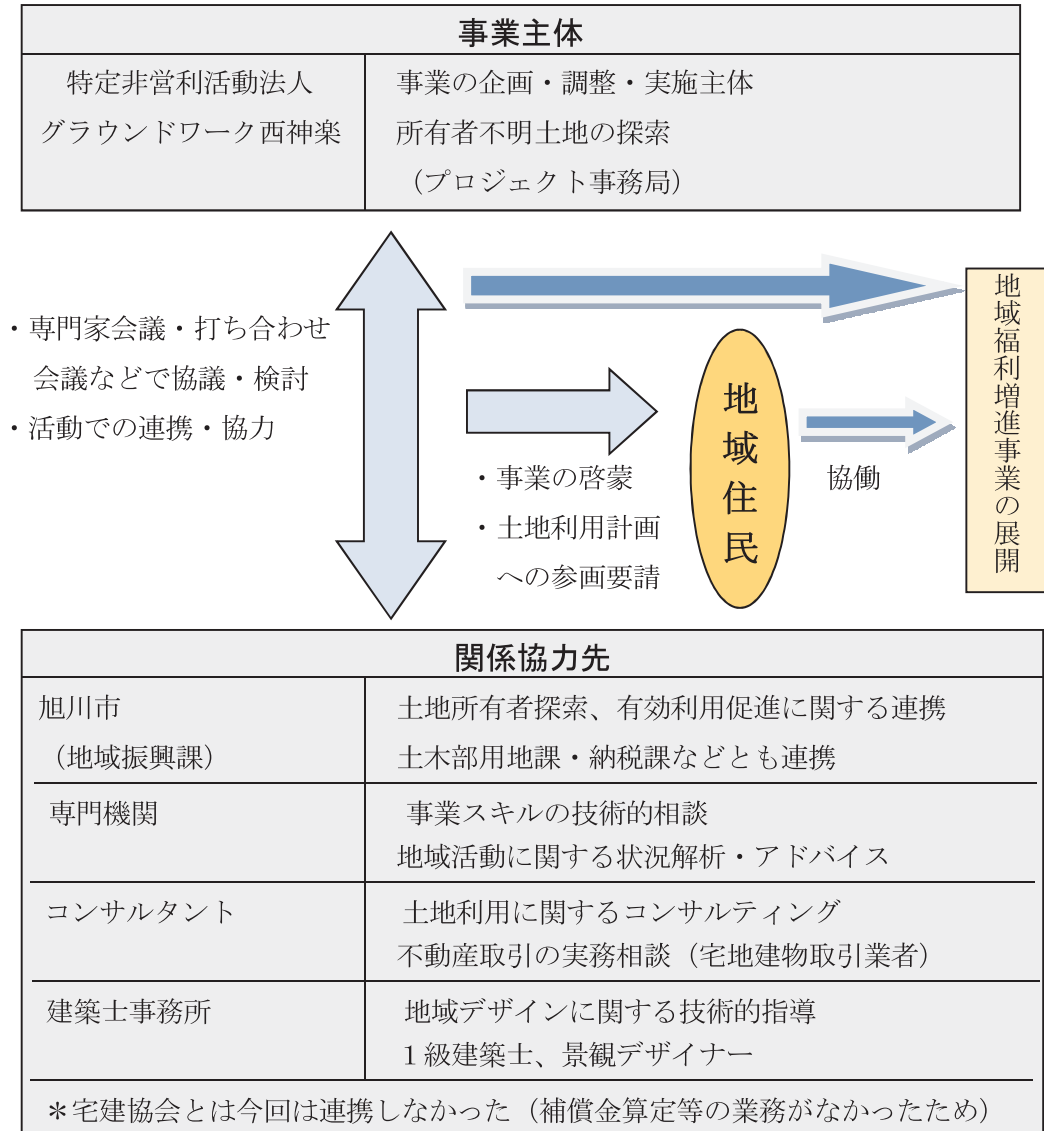 事業主体
特定非営利活動法人
グラウンドワーク西神楽
事業の企画・調整・実施主体
所有者不明土地の探索
(プロジェクト事務局)
・専門家会議・打ち合わせ
会議などで協議・検討
・活動での連携・協力
・事業の啓蒙
・土地利用計画
への参画要請
地域住民
協働
地域福利増進事業の展開
関係協力先
旭川市
(地域振興課)
土地所有者探索、有効利用促進に関する連携
土木部用地課・納税課などとも連携
専門機関
事業スキルの技術的相談
地域活動に関する状況解析・アドバイス
コンサルタント
土地利用に関するコンサルティング
不動産取引の実務相談(宅地建物取引業者)
建築士事務所
地域デザインに関する技術的指導
1級建築士、景観デザイナー
*宅建協会とは今回は連携しなかった(補償金算定等の業務がなかったため)